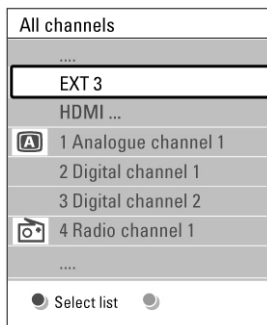 All channels
....
EXT 3
HDMI ...
A 1 Analogue channel 1
2 Digital channel 1
3 Digital channel 2
4 Radio channel 1
....
Select list